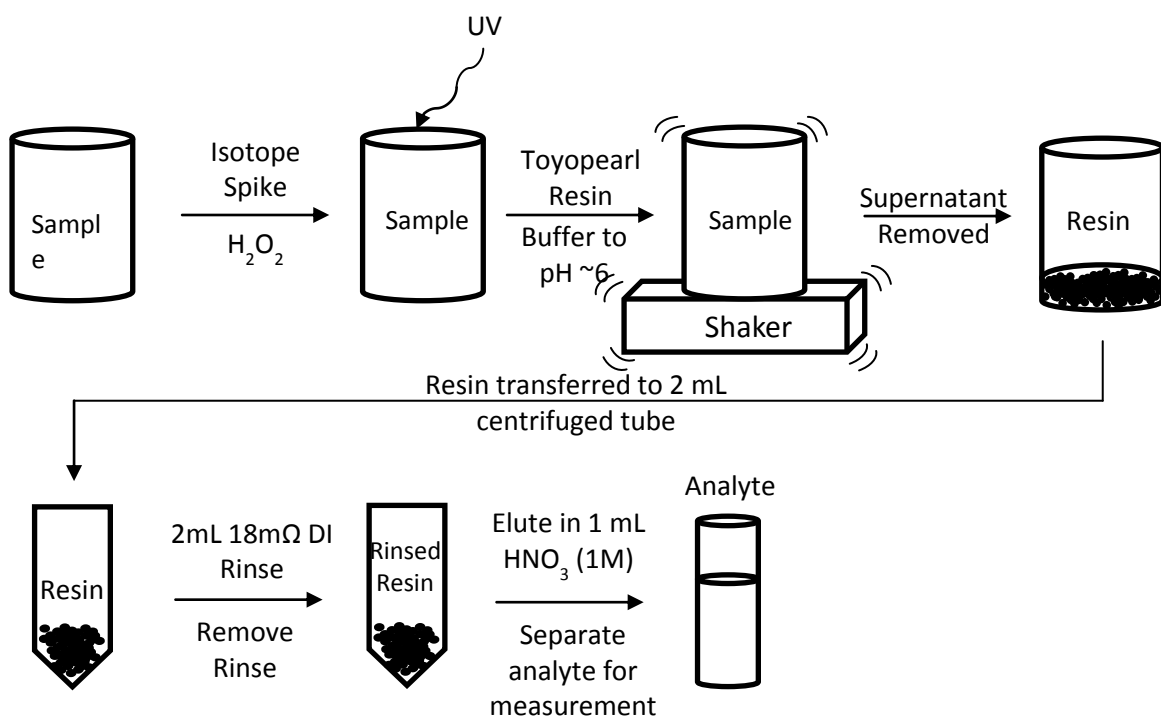 UV
Sampl
e
Isotope
Spike
H₂O₂
Sample
Toyopearl
Resin
Buffer to
pH ~6
Sample
Shaker
Supernatant
Removed
Resin
Resin transferred to 2 mL
centrifuged tube
Resin
2mL 18mΩ DI
Rinse
Remove
Rinse
Rinsed
Resin
Elute in 1 mL
HNO₃ (1M)
Separate
analyte for
measurement
Analyte